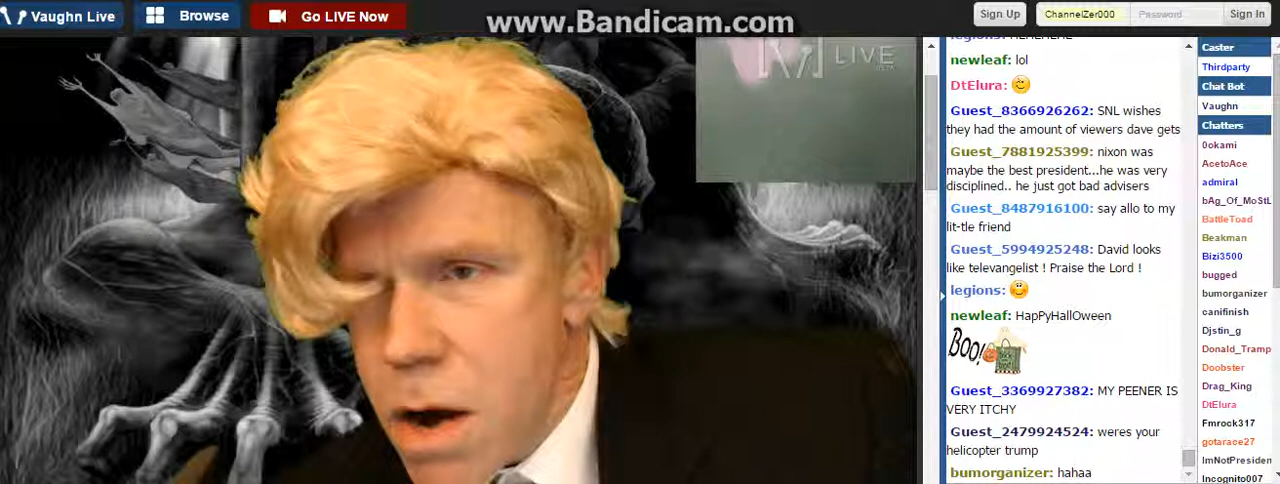 Vaughn Live
Browse
Go LIVE Now
www.Bandicam.com
Sign Up
ChannelZer000
Password
Sign In
[V] LIVE
newleaf: lol
DtElura:
Guest_8366926262: SNL wishes
they had the amount of viewers dave gets
Guest_7881925399: nixon was
maybe the best president...he was very
disciplined.. he just got bad advisers
Guest_8487916100: say allo to my
lit-tle friend
Guest_5994925248: David looks
like televangelist ! Praise the Lord !
legions:
newleaf: HapPyHallOween
BOO!
Guest_3369927382: MY PEENER IS
VERY ITCHY
Guest_2479924524: weres your
helicopter trump
bumorganizer: hahaa
Caster
Thirdparty
Chat Bot
Vaughn
Chatters
0okami
AcetoAce
admiral
bAg_Of_MoStL
BattleToad
Beakman
Bizi3500
bugged
bumorganizer
canifinish
Djstin_g
Donald_Tramp
Doobster
Drag_King
DtElura
Fmrock317
gotarace27
ImNotPresiden
Incognito007